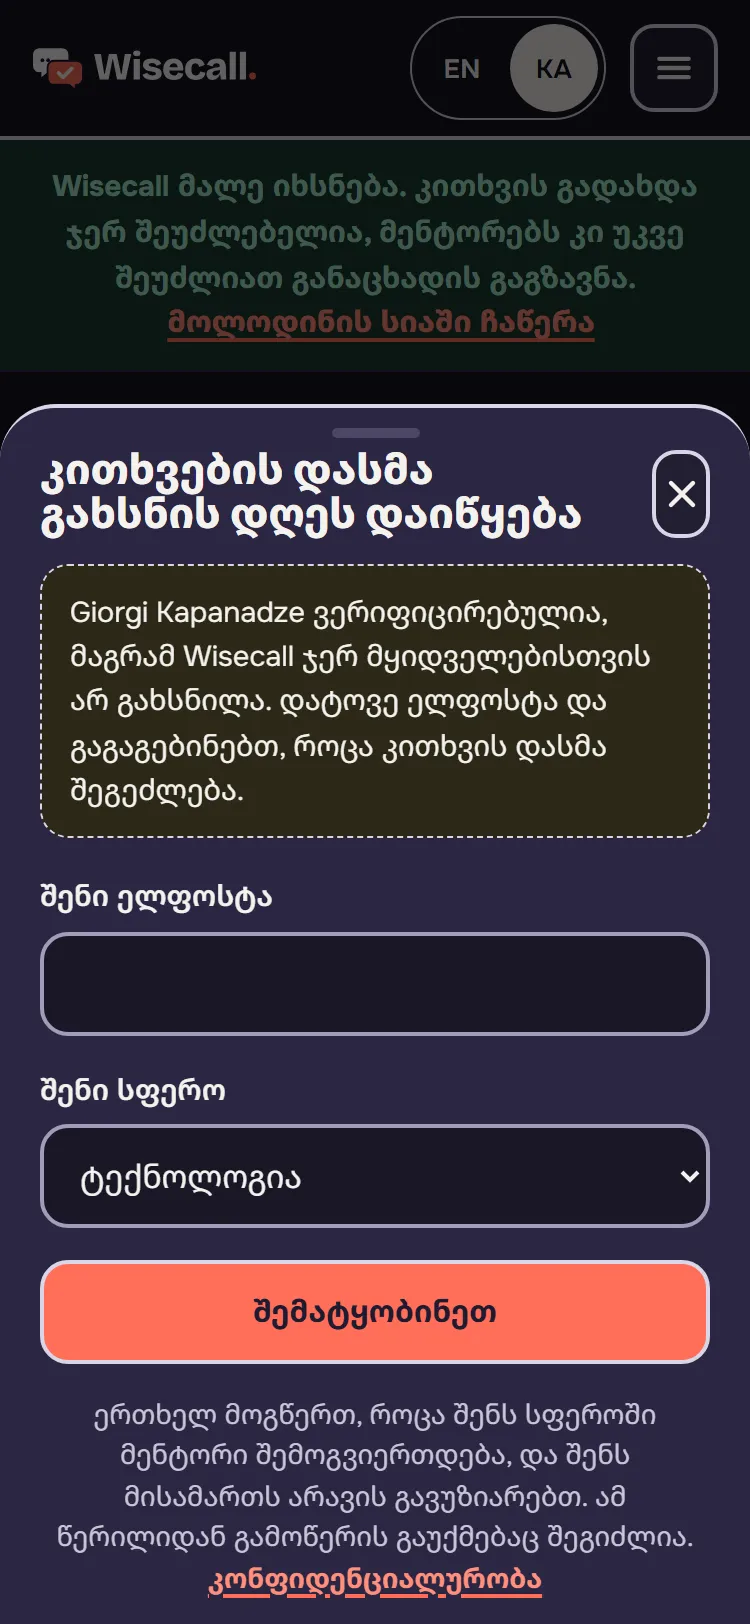 Wisecall.
EN
KA
Wisecall მალე იხსნება. კითხვის გადახდა
ჯერ შეუძლებელია, მენტორებს კი უკვე
შეუძლიათ განაცხადის გაგზავნა.
მოლოდინის სიაში ჩაწერა
კითხვების დასმა
გახსნის დღეს დაიწყება
Giorgi Kapanadze ვერიფიცირებულია,
მაგრამ Wisecall ჯერ მყიდველებისთვის
არ გახსნილა. დატოვე ელფოსტა და
გაგაგებინებთ, როცა კითხვის დასმა
შეგეძლება.
შენი ელფოსტა
შენი სფერო
ტექნოლოგია
შემატყობინეთ
ერთხელ მოგწერთ, როცა შენს სფეროში
მენტორი შემოგვიერთდება, და შენს
მისამართს არავის გავუზიარებთ. ამ
წერილიდან გამოწერის გაუქმებაც შეგიძლია.
კონფიდენციალურობა